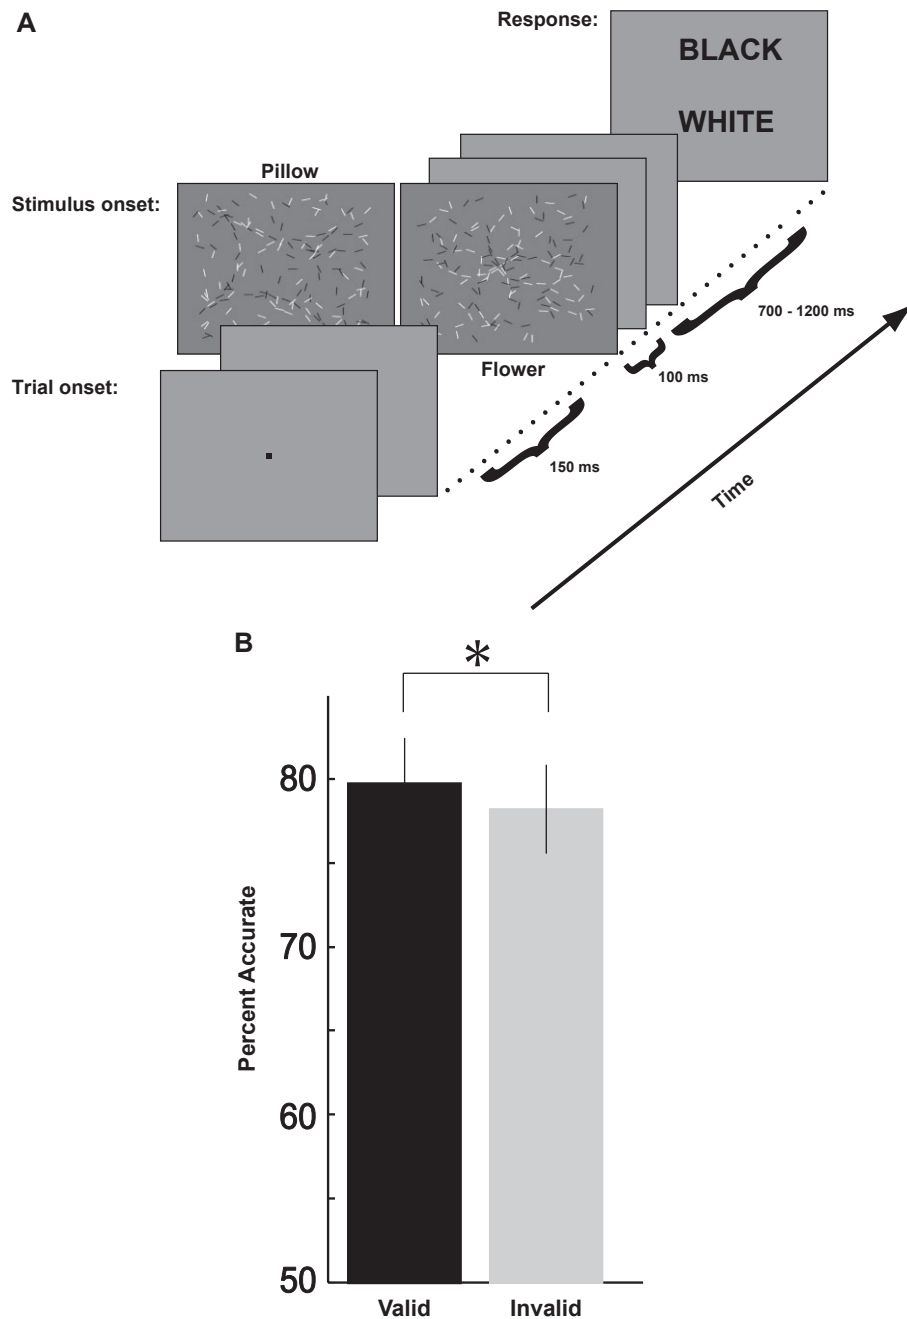 A
Response:
BLACK
WHITE
Pillow
Stimulus onset:
700 - 1200 ms
Flower
100 ms
Trial onset:
150 ms
Time
B
*
80
70
60
50
Percent Accurate
Valid
Invalid